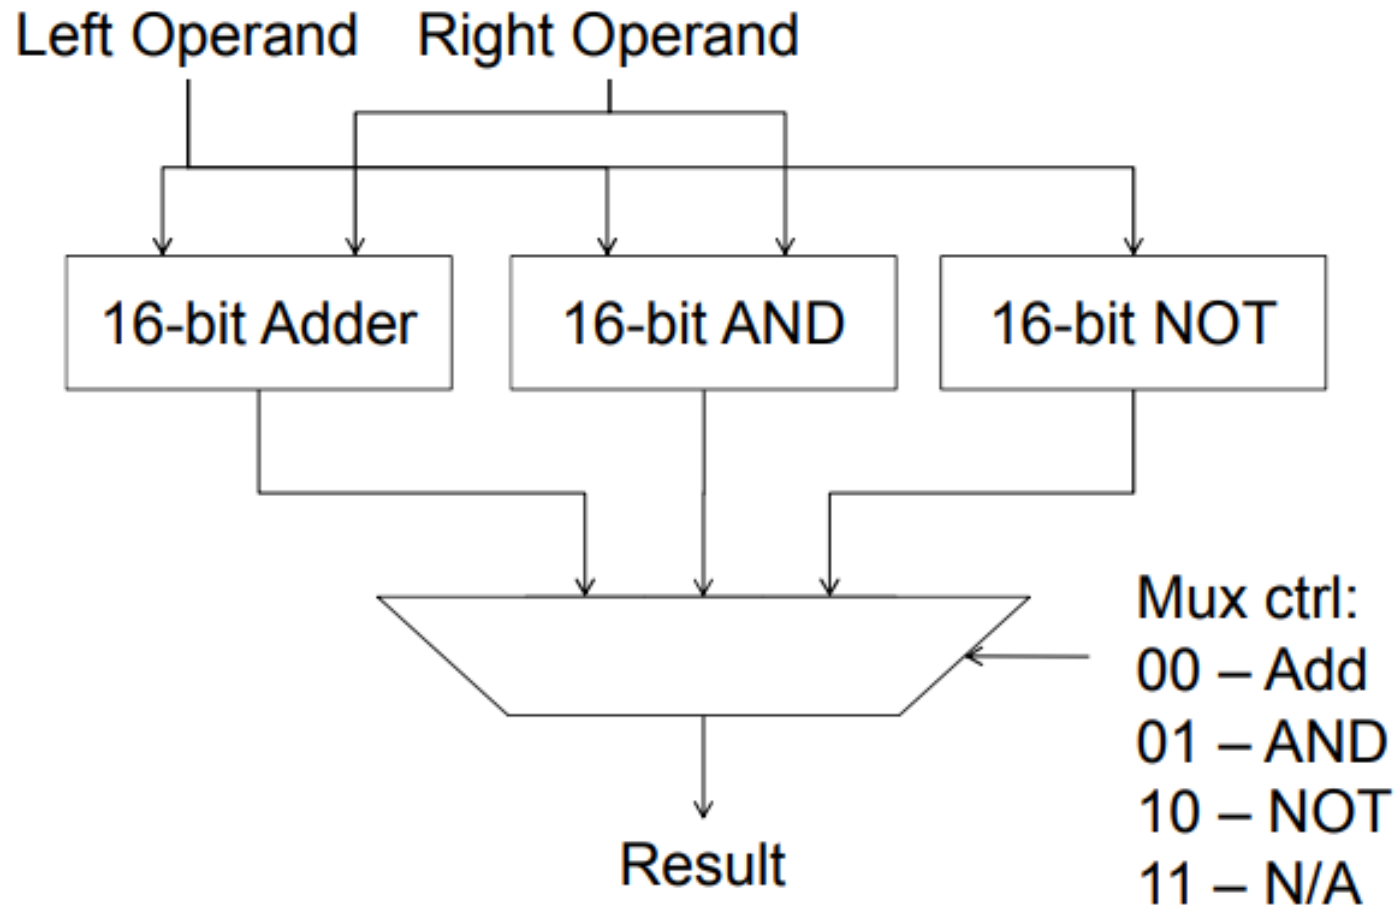 Left Operand Right Operand
16-bit Adder 16-bit AND 16-bit NOT
Mux ctrl:
00 – Add
01 – AND
10 – NOT
11 – N/A
Result